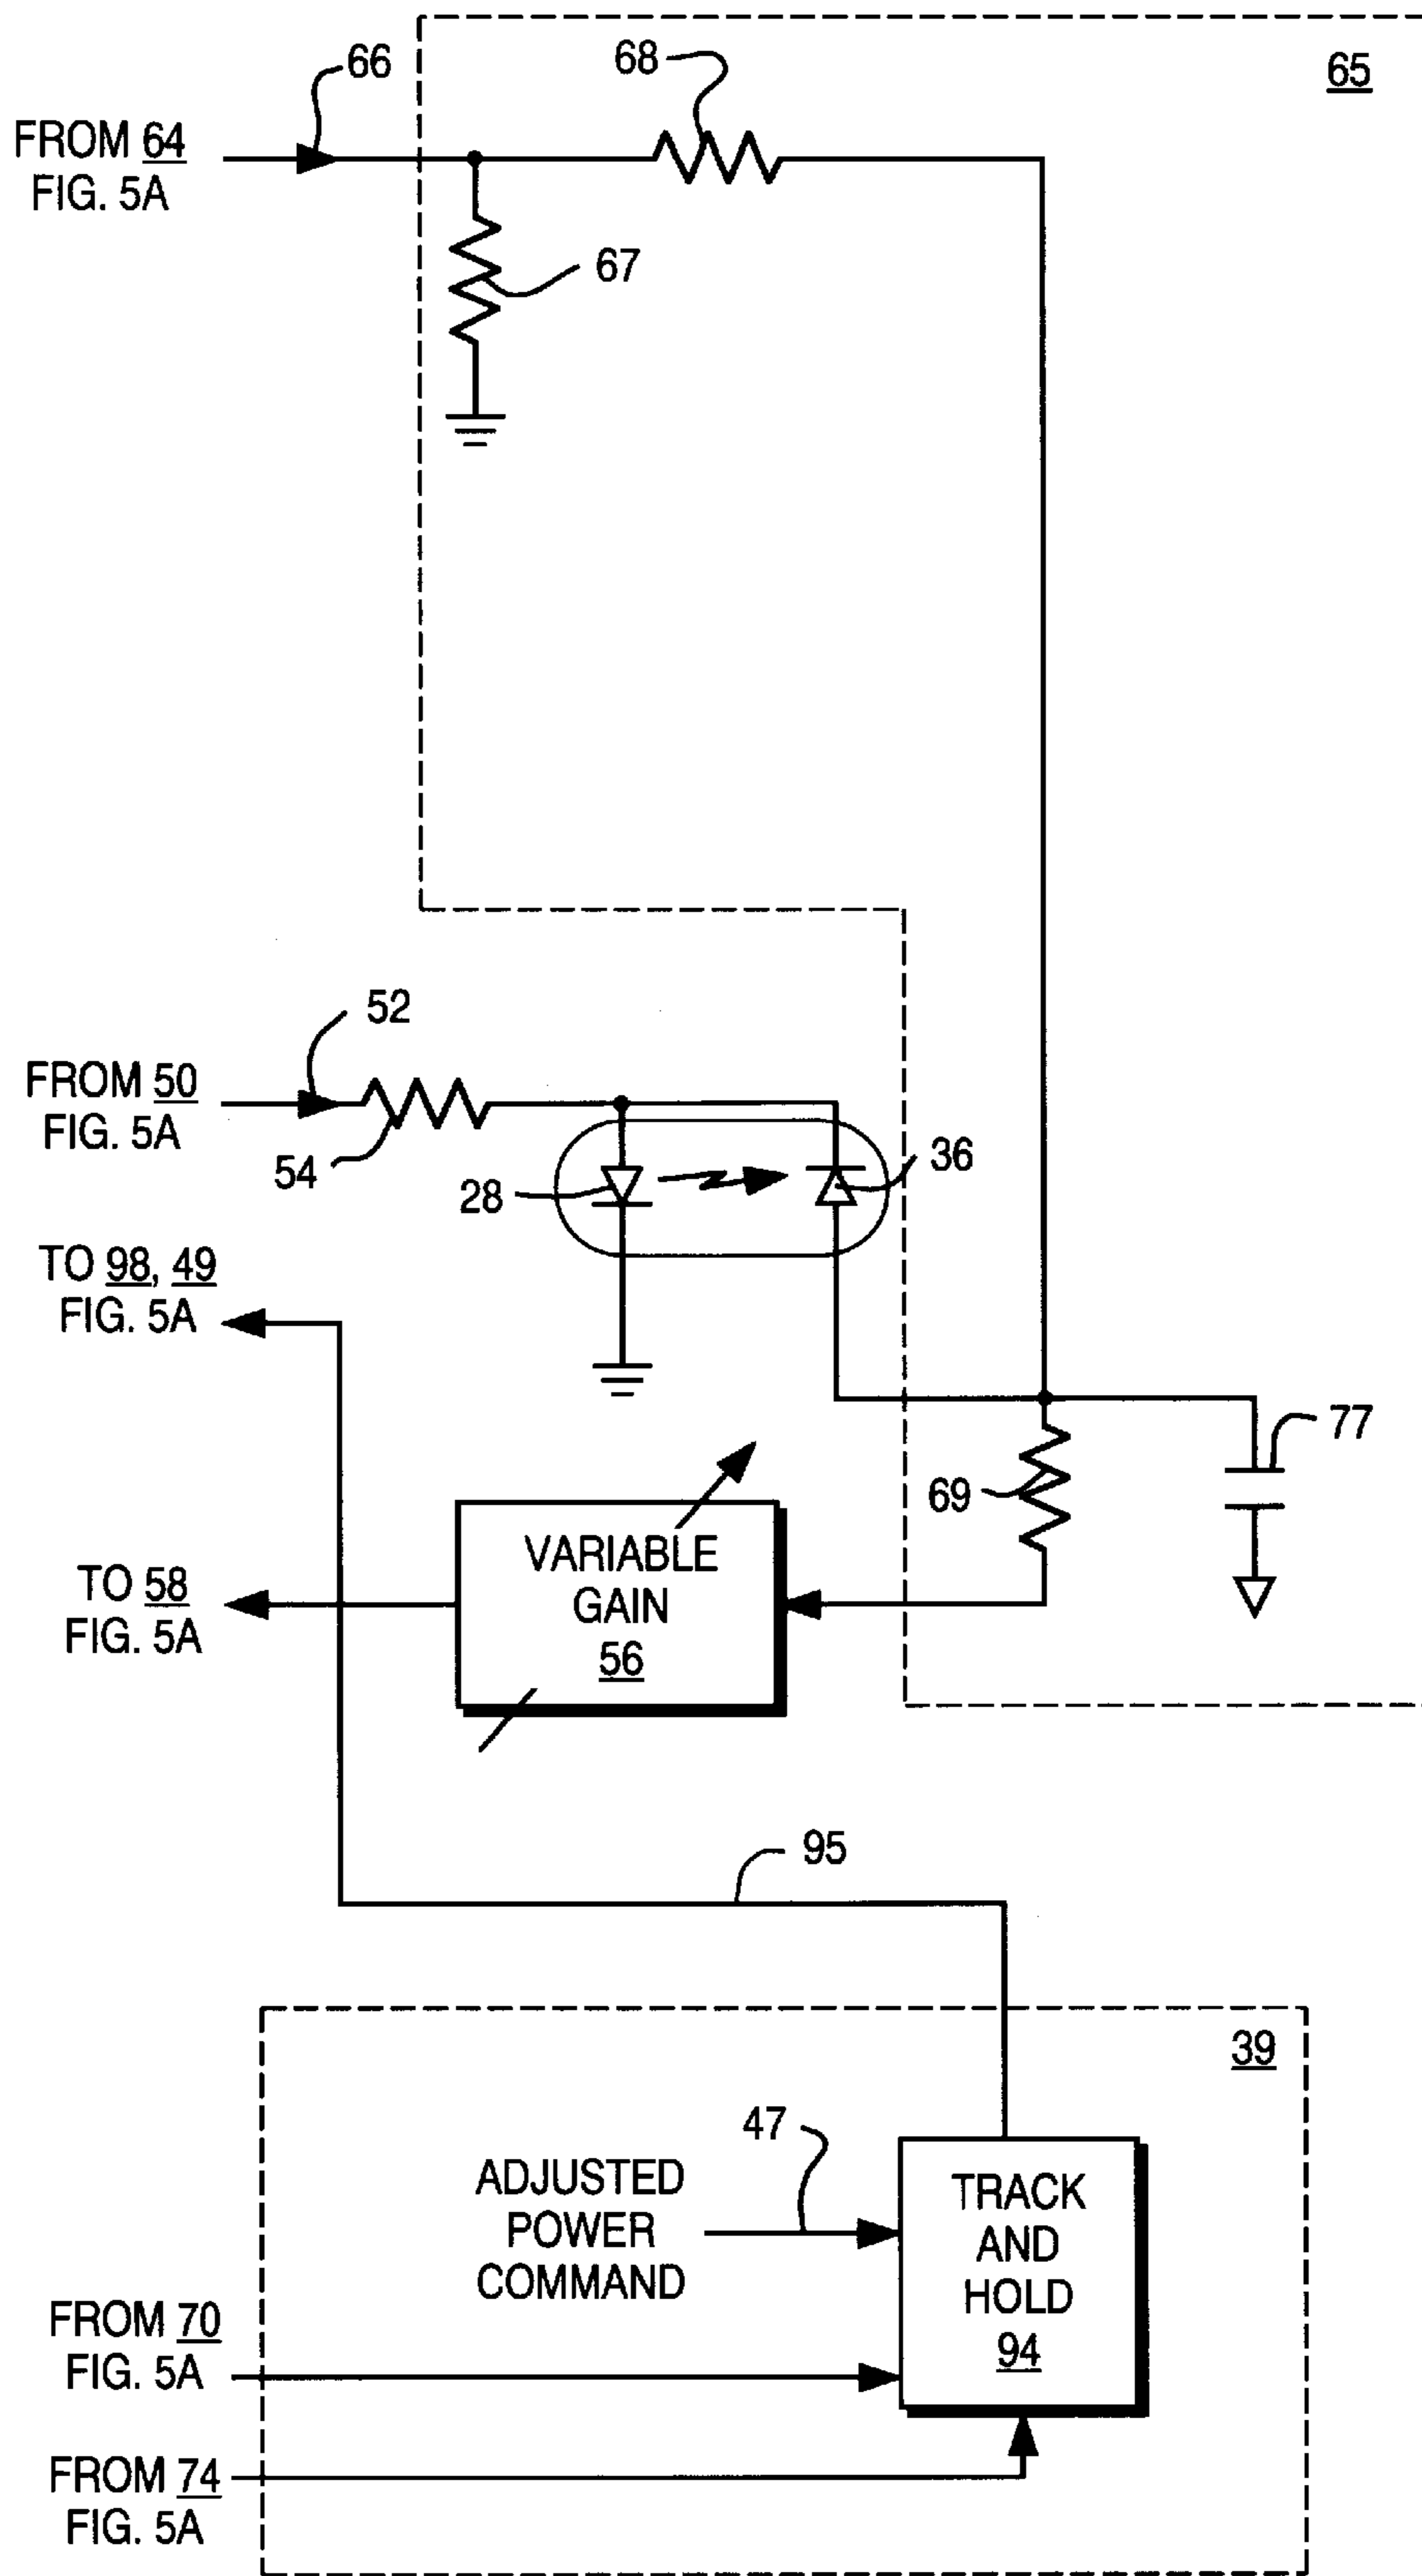 66
68
65
FROM 64
FIG. 5A
67
52
FROM 50
FIG. 5A
54
28
36
TO 98, 49
FIG. 5A
77
69
VARIABLE
GAIN
56
TO 58
FIG. 5A
95
39
47
ADJUSTED
POWER
COMMAND
TRACK
AND
HOLD
94
FROM 70
FIG. 5A
FROM 74
FIG. 5A